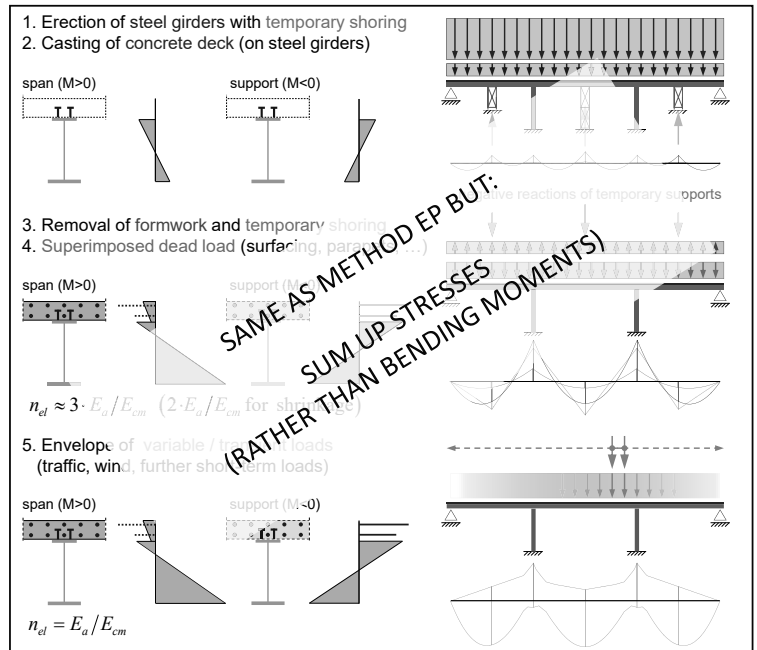 1. Erection of steel girders with temporary shoring
2. Casting of concrete deck (on steel girders)
span (M>0)
support (M<0)
negative reactions of temporary supports
3. Removal of formwork and temporary shoring
4. Superimposed dead load (surfacing, parapets, …)
span (M>0)
support (M<0)
n_el ≈ 3· E_a/E_cm (2·E_a/E_cm for shrinkage)
5. Envelope of variable / transient loads
(traffic, wind, further short-term loads)
span (M>0)
support (M<0)
n_el = E_a/E_cm
SAME AS METHOD EP BUT:
SUM UP STRESSES
(RATHER THAN BENDING MOMENTS)